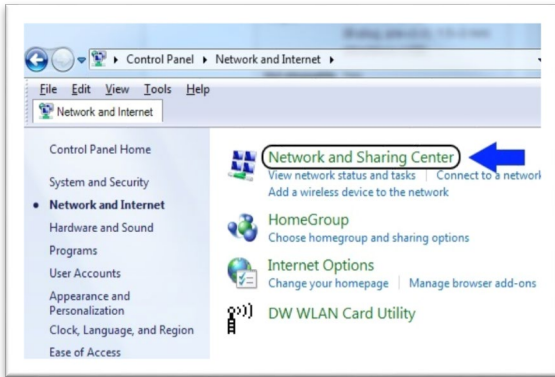 Control Panel ▸ Network and Internet ▸
File Edit View Tools Help
Network and Internet
Control Panel Home
System and Security
Network and Internet
Hardware and Sound
Programs
User Accounts
Appearance and
Personalization
Clock, Language, and Region
Ease of Access
Network and Sharing Center
View network status and tasks | Connect to a network
Add a wireless device to the network
HomeGroup
Choose homegroup and sharing options
Internet Options
Change your homepage | Manage browser add-ons
DW WLAN Card Utility